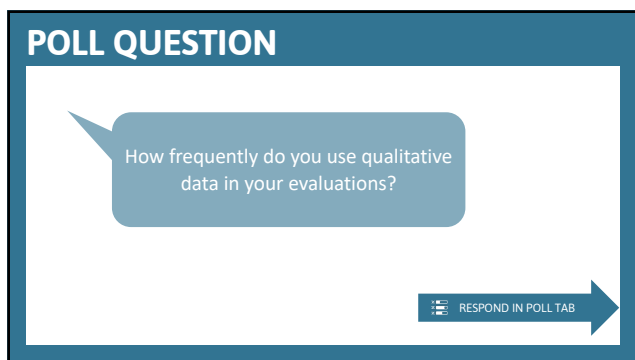 POLL QUESTION
How frequently do you use qualitative
data in your evaluations?
RESPOND IN POLL TAB